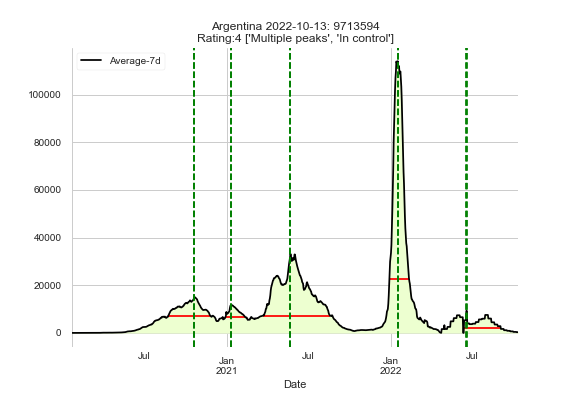 Argentina 2022-10-13: 9713594
Rating:4 ['Multiple peaks', 'In control']
Average-7d
100000
80000
60000
40000
20000
0
Jul
Jan
2021
Jul
Jan
2022
Jul
Date